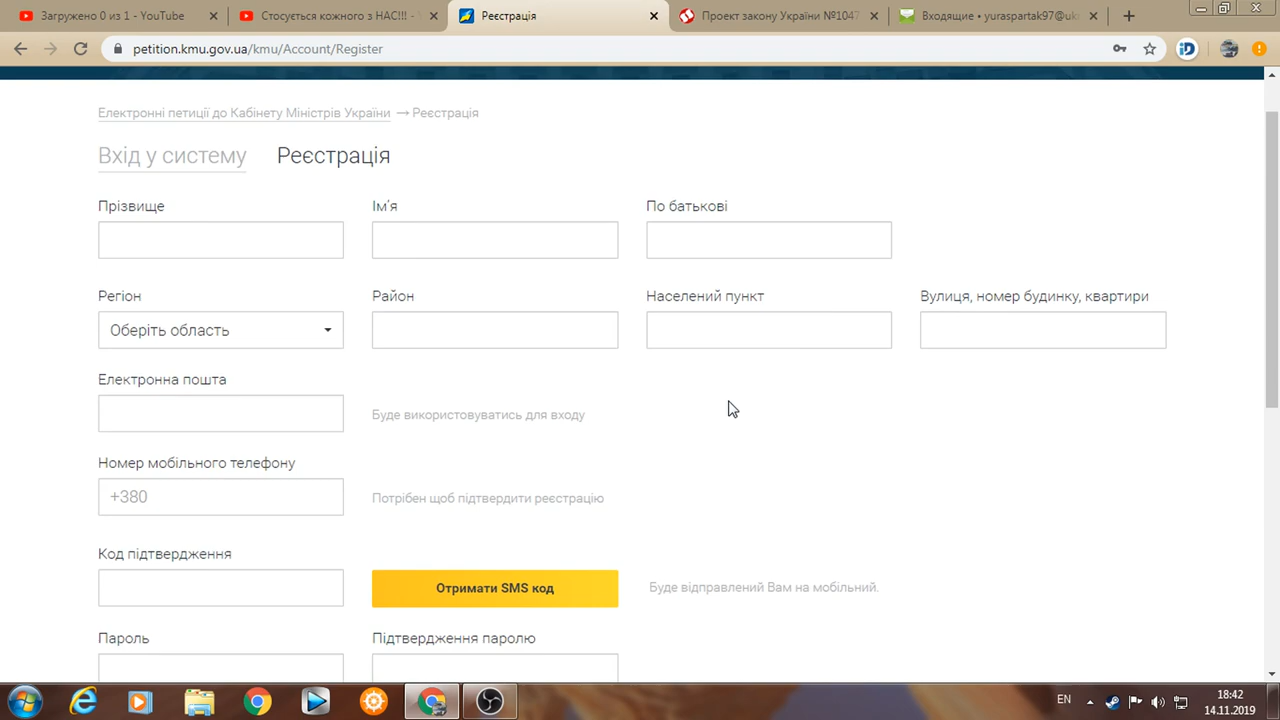 Загружено 0 из 1 - YouTube
Стосується кожного з НАС!!! -
Реєстрація
Проект закону України №1047
Входящие • yuraspartak97@uk
petition.kmu.gov.ua/kmu/Account/Register
Електронні петиції до Кабінету Міністрів України → Реєстрація
Вхід у систему Реєстрація
Прізвище Ім'я По батькові
Регіон Район Населений пункт Вулиця, номер будинку, квартири
Оберіть область
Електронна пошта
Буде використовуватись для входу
Номер мобільного телефону
+380 Потрібен щоб підтвердити реєстрацію
Код підтвердження
Отримати SMS код Буде відправлений Вам на мобільний.
Пароль Підтвердження паролю
EN 18:42
14.11.2019